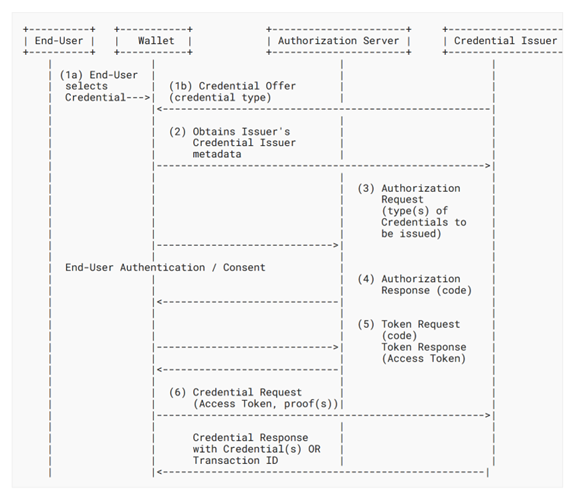 End-User Wallet Authorization Server Credential Issuer
(1a) End-User
selects (1b) Credential Offer
Credential (credential type)
(2) Obtains Issuer's
Credential Issuer
metadata
(3) Authorization
Request
(type(s) of
Credentials to
be issued)
End-User Authentication / Consent
(4) Authorization
Response (code)
(5) Token Request
(code)
Token Response
(Access Token)
(6) Credential Request
(Access Token, proof(s))
Credential Response
with Credential(s) OR
Transaction ID